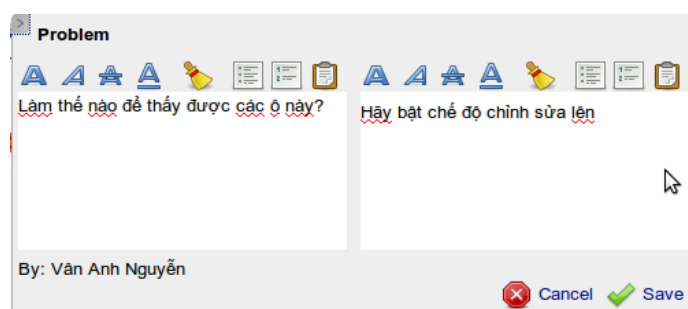 Problem
Làm thế nào để thấy được các ô này?
Hãy bật chế độ chỉnh sửa lên
By: Vân Anh Nguyễn
Cancel Save